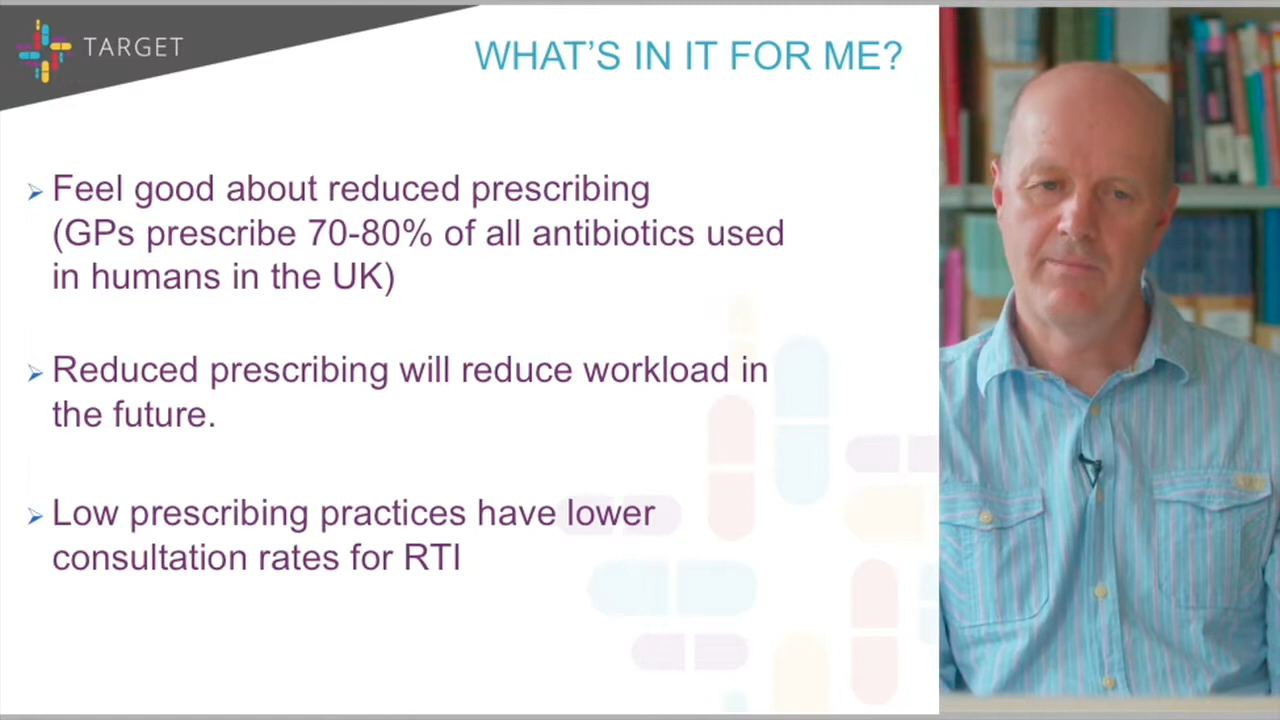 TARGET
WHAT'S IN IT FOR ME?
Feel good about reduced prescribing
(GPs prescribe 70-80% of all antibiotics used
in humans in the UK)
Reduced prescribing will reduce workload in
the future.
Low prescribing practices have lower
consultation rates for RTI